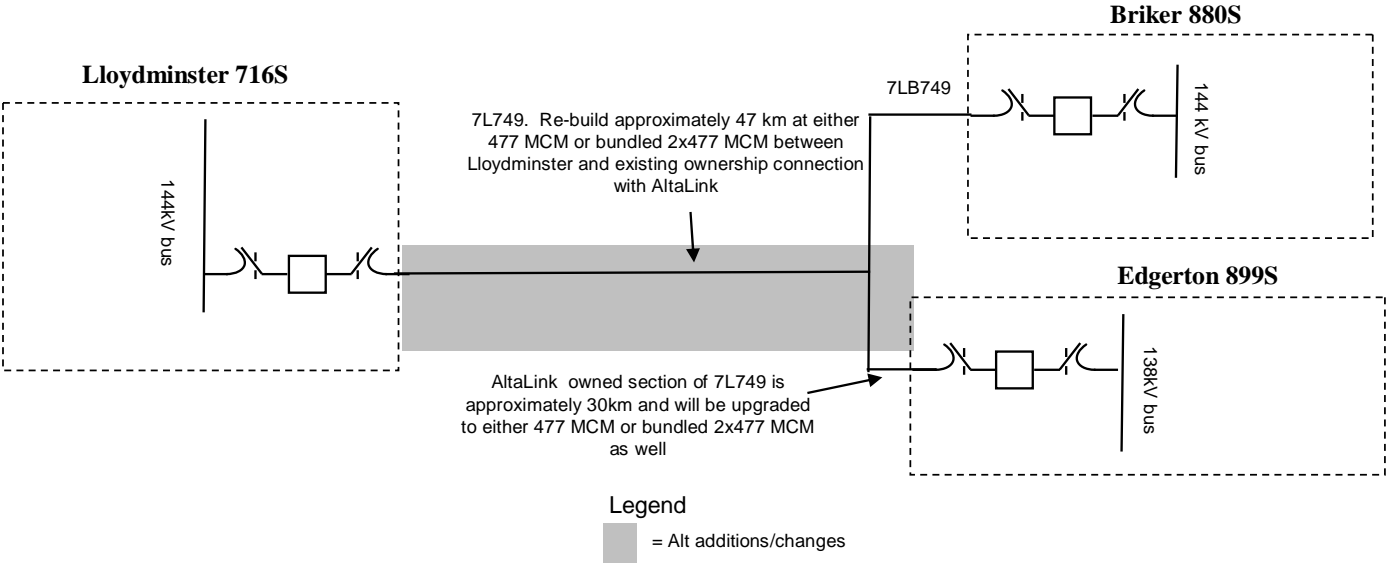 Briker 880S
Lloydminster 716S
7LB749
144 kV bus
7L749. Re-build approximately 47 km at either
477 MCM or bundled 2x477 MCM between
Lloydminster and existing ownership connection
with AltaLink
144kV bus
Edgerton 899S
138kV bus
AltaLink owned section of 7L749 is
approximately 30km and will be upgraded
to either 477 MCM or bundled 2x477 MCM
as well
Legend
= Alt additions/changes